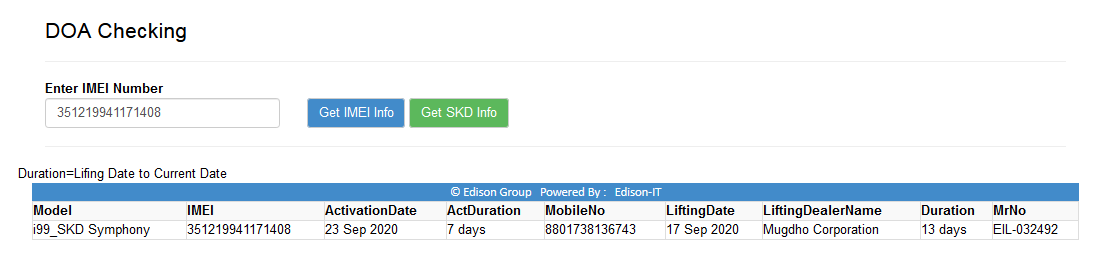 DOA Checking
Enter IMEI Number
351219941171408 Get IMEI Info Get SKD Info
Duration=Lifing Date to Current Date
© Edison Group Powered By : Edison-IT
Model IMEI ActivationDate ActDuration MobileNo LiftingDate LiftingDealerName Duration MrNo
i99_SKD Symphony 351219941171408 23 Sep 2020 7 days 8801738136743 17 Sep 2020 Mugdho Corporation 13 days EIL-032492